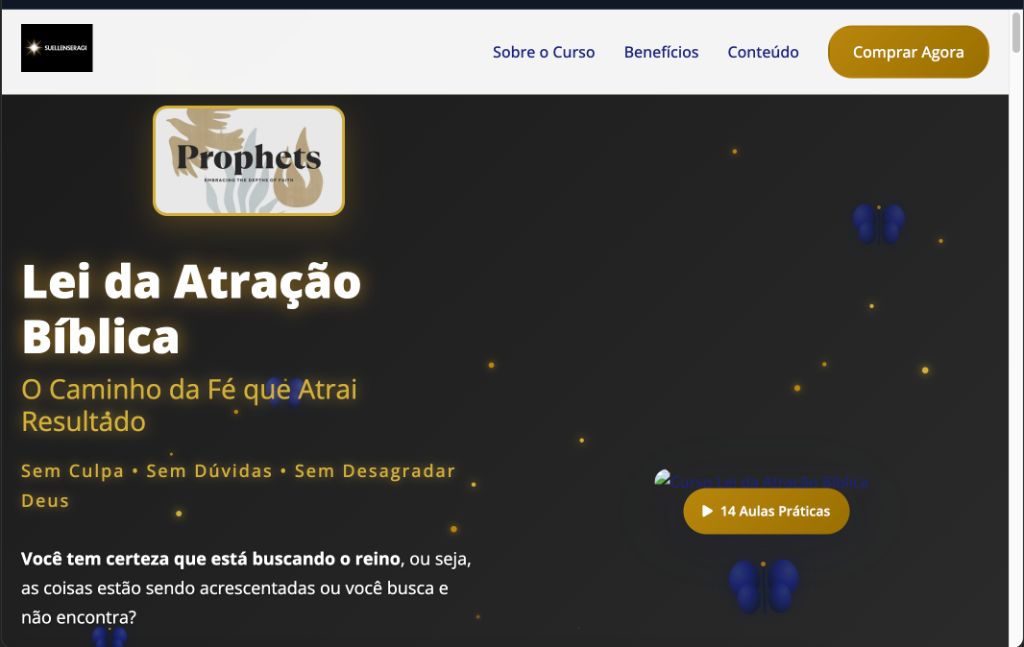 SUELLENSERAGI
Sobre o Curso
Benefícios
Conteúdo
Comprar Agora
Prophets
EMBRACING THE DEPTHS OF FAITH
Lei da Atração
Bíblica
O Caminho da Fé que Atrai
Resultado
Sem Culpa • Sem Dúvidas • Sem Desagradar
Deus
Você tem certeza que está buscando o reino, ou seja,
as coisas estão sendo acrescentadas ou você busca e
não encontra?
Curso Lei da Atração Bíblica
14 Aulas Práticas